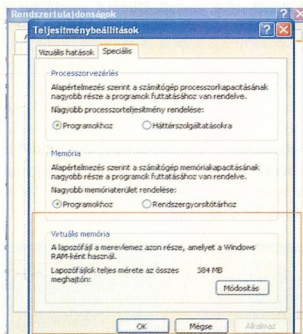 Rendszertulajdonságok
Teljesítménybeállítások
Vizuális hatások
Speciális
Processzorvezérlés
Alapértelmezés szerint a számítógép processzorkapacitásának
nagyobb része a programok futtatásához van rendelve.
Nagyobb processzorteljesítmény rendelése:
Programokhoz
Háttérszolgáltatásokra
Memória
Alapértelmezés szerint a számítógép memóriakapacitásának
nagyobb része a programok futtatásához van rendelve.
Nagyobb memóriaterület rendelése:
Programokhoz
Rendszergyorsítótárhoz
Virtuális memória
A lapozófájl a merevlemez azon része, amelyet a Windows
RAM-ként használ.
Lapozófájlok teljes mérete az összes 384 MB
meghajtón:
Módosítás
OK
Mégse
Alkalmaz